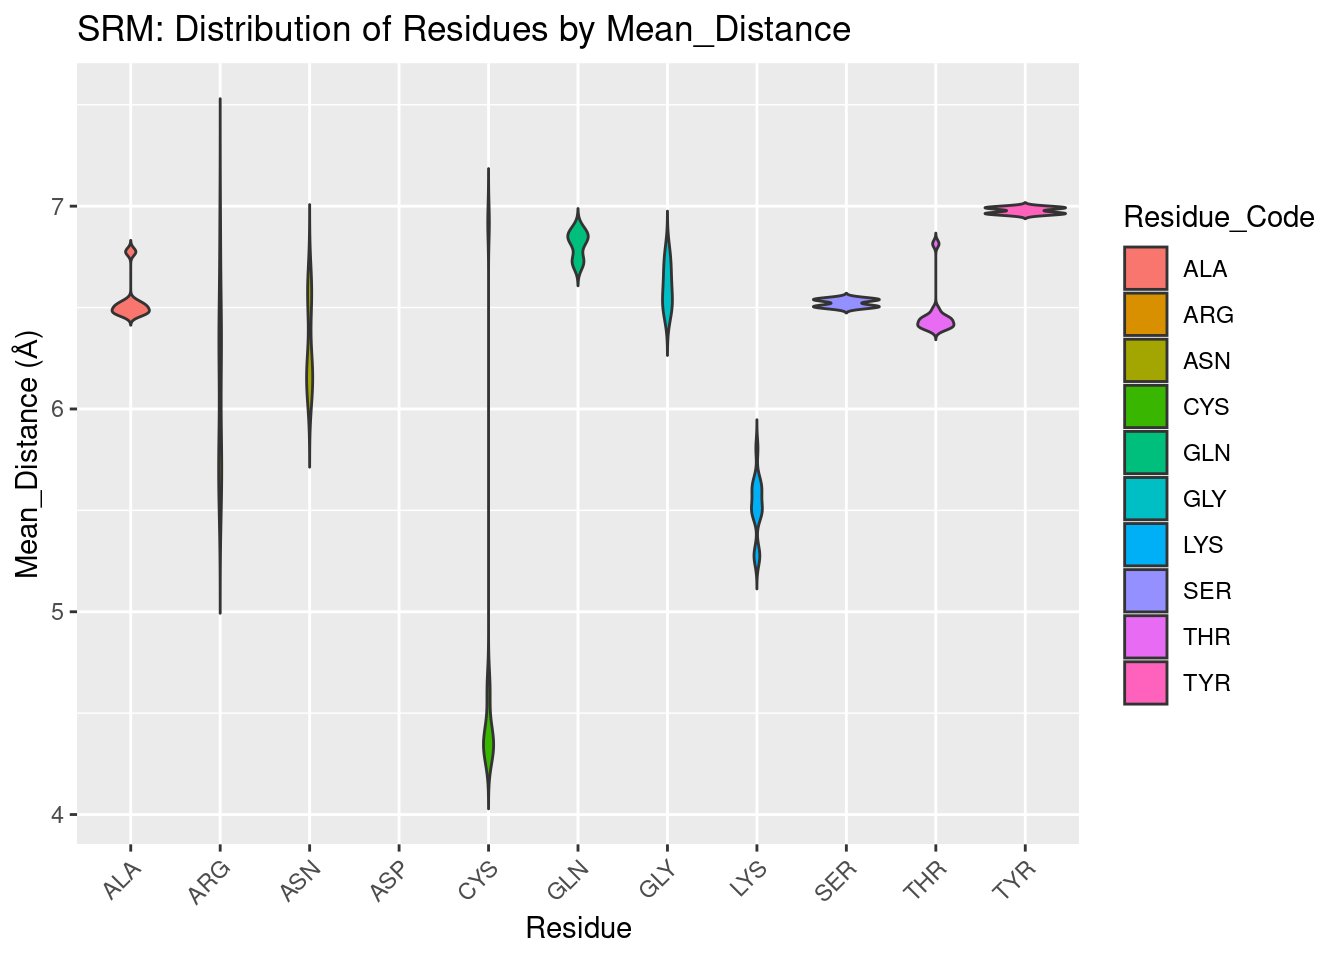 SRM: Distribution of Residues by Mean_Distance
Mean_Distance (Å)
7
6
5
4
ALA
ARG
ASN
ASP
CYS
GLN
GLY
LYS
SER
THR
TYR
Residue
Residue_Code
ALA
ARG
ASN
CYS
GLN
GLY
LYS
SER
THR
TYR